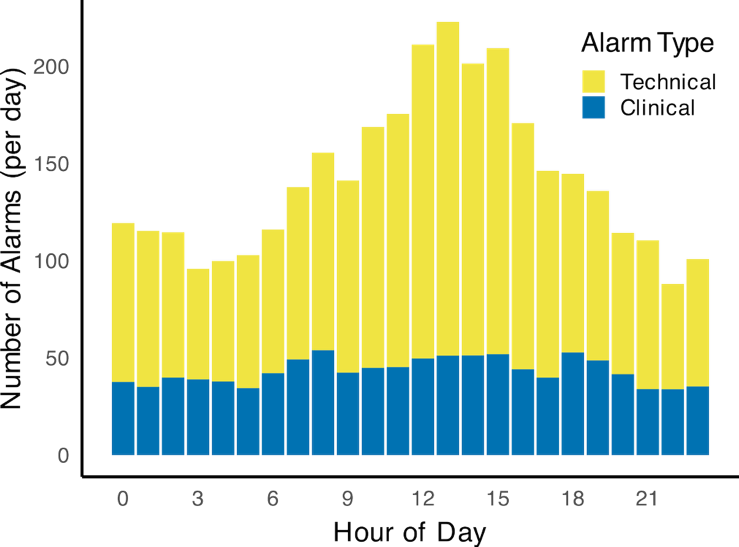 Alarm Type
Technical
Clinical
Number of Alarms (per day)
200
150
100
50
0
0 3 6 9 12 15 18 21
Hour of Day